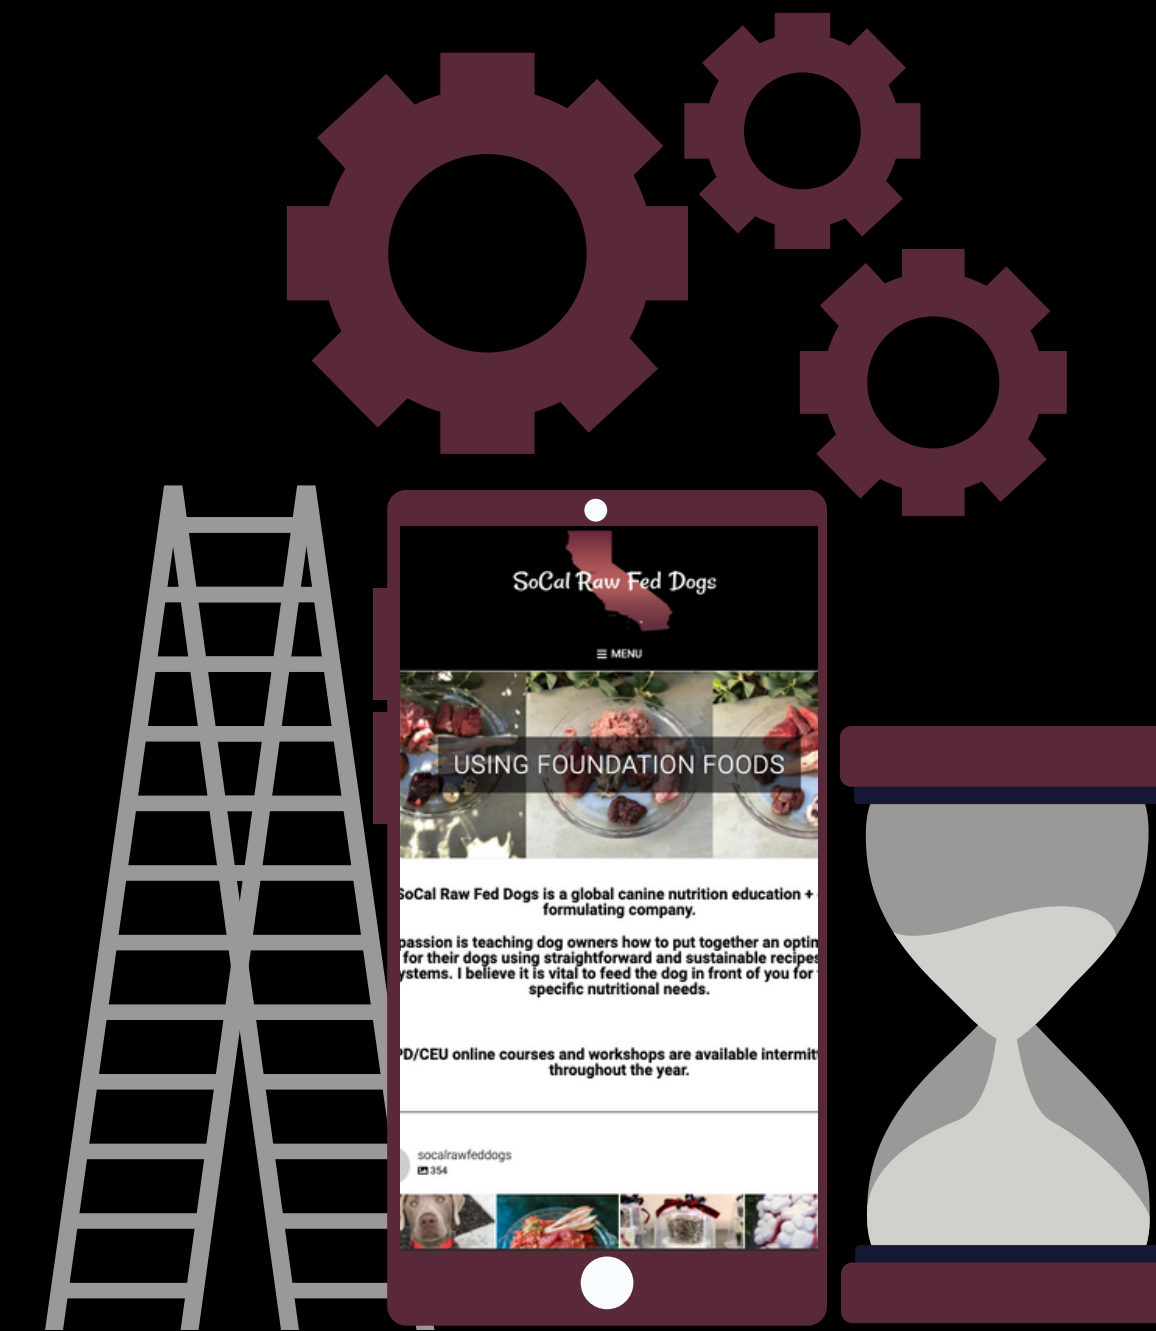 SoCal Raw Fed Dogs
MENU
USING FOUNDATION FOODS
SoCal Raw Fed Dogs is a global canine nutrition education +
formulating company.
passion is teaching dog owners how to put together an optim
for their dogs using straightforward and sustainable recipes
ystems. I believe it is vital to feed the dog in front of you for
specific nutritional needs.
PD/CEU online courses and workshops are available intermit
throughout the year.
socalrawfeddogs
354